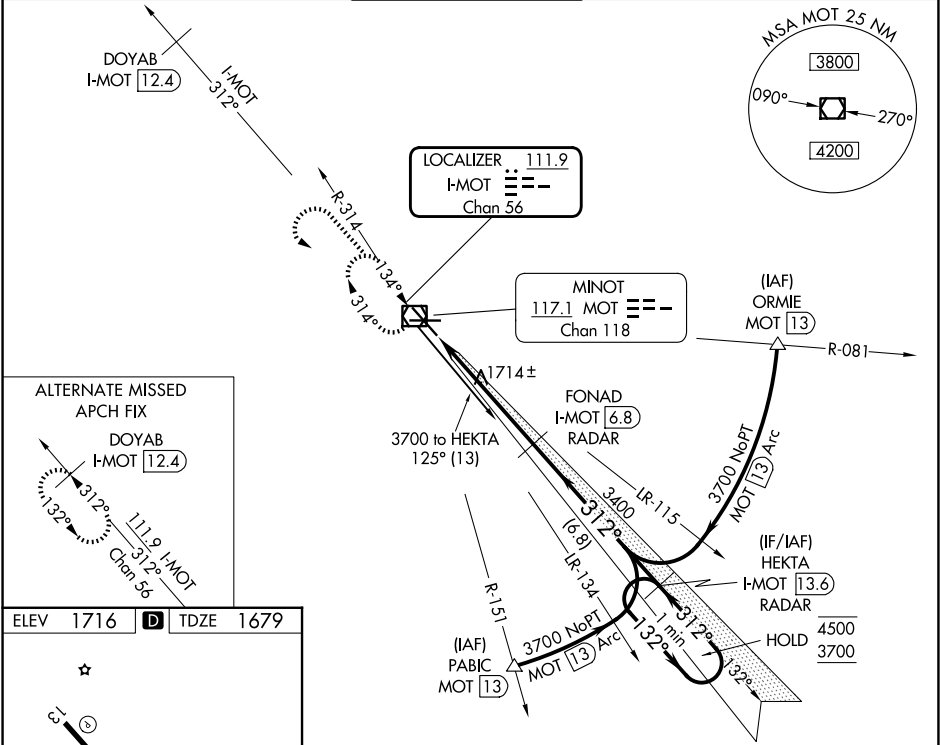 DOYAB
I-MOT 12.4
I-MOT
312°
MSA MOT 25 NM
3800
090°
270°
4200
LOCALIZER 111.9
I-MOT
Chan 56
R-314
134°
314°
MINOT
117.1 MOT
Chan 118
(IAF)
ORMIE
MOT 13
R-081
1714±
FONAD
I-MOT 6.8
RADAR
3700 to HEKTA
125° (13)
3700 NoPT
MOT 13 Arc
LR-115
3400
312°
(6.8)
LR-134
R-151
(IF/IAF)
HEKTA
I-MOT 13.6
RADAR
312°
1 min
132°
132°
HOLD
4500
3700
3700 NoPT
MOT 13 Arc
(IAF)
PABIC
MOT 13
ALTERNATE MISSED
APCH FIX
DOYAB
I-MOT 12.4
312°
132°
111.9 I-MOT
312°
Chan 56
ELEV 1716 D TDZE 1679
P
13